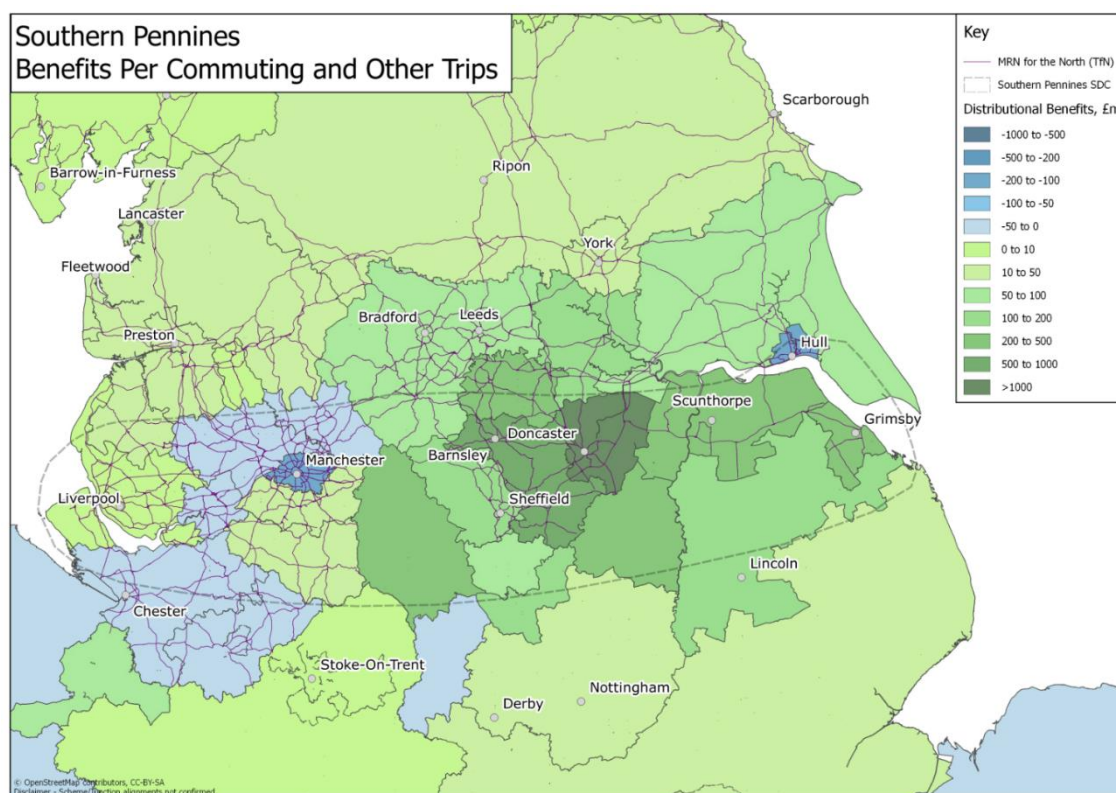 Southern Pennines
Benefits Per Commuting and Other Trips
Key
MRN for the North (TfN)
Southern Pennines SDC
Distributional Benefits, £m
-1000 to -500
-500 to -200
-200 to -100
-100 to -50
-50 to 0
0 to 10
10 to 50
50 to 100
100 to 200
200 to 500
500 to 1000
>1000
Scarborough
Barrow-in-Furness
Ripon
Lancaster
York
Fleetwood
Bradford
Leeds
Preston
Hull
Scunthorpe
Grimsby
Doncaster
Manchester
Barnsley
Liverpool
Sheffield
Lincoln
Chester
Stoke-On-Trent
Nottingham
Derby
© OpenStreetMap contributors, CC-BY-SA
Disclaimer - Scheme/Junction alignments not confirmed